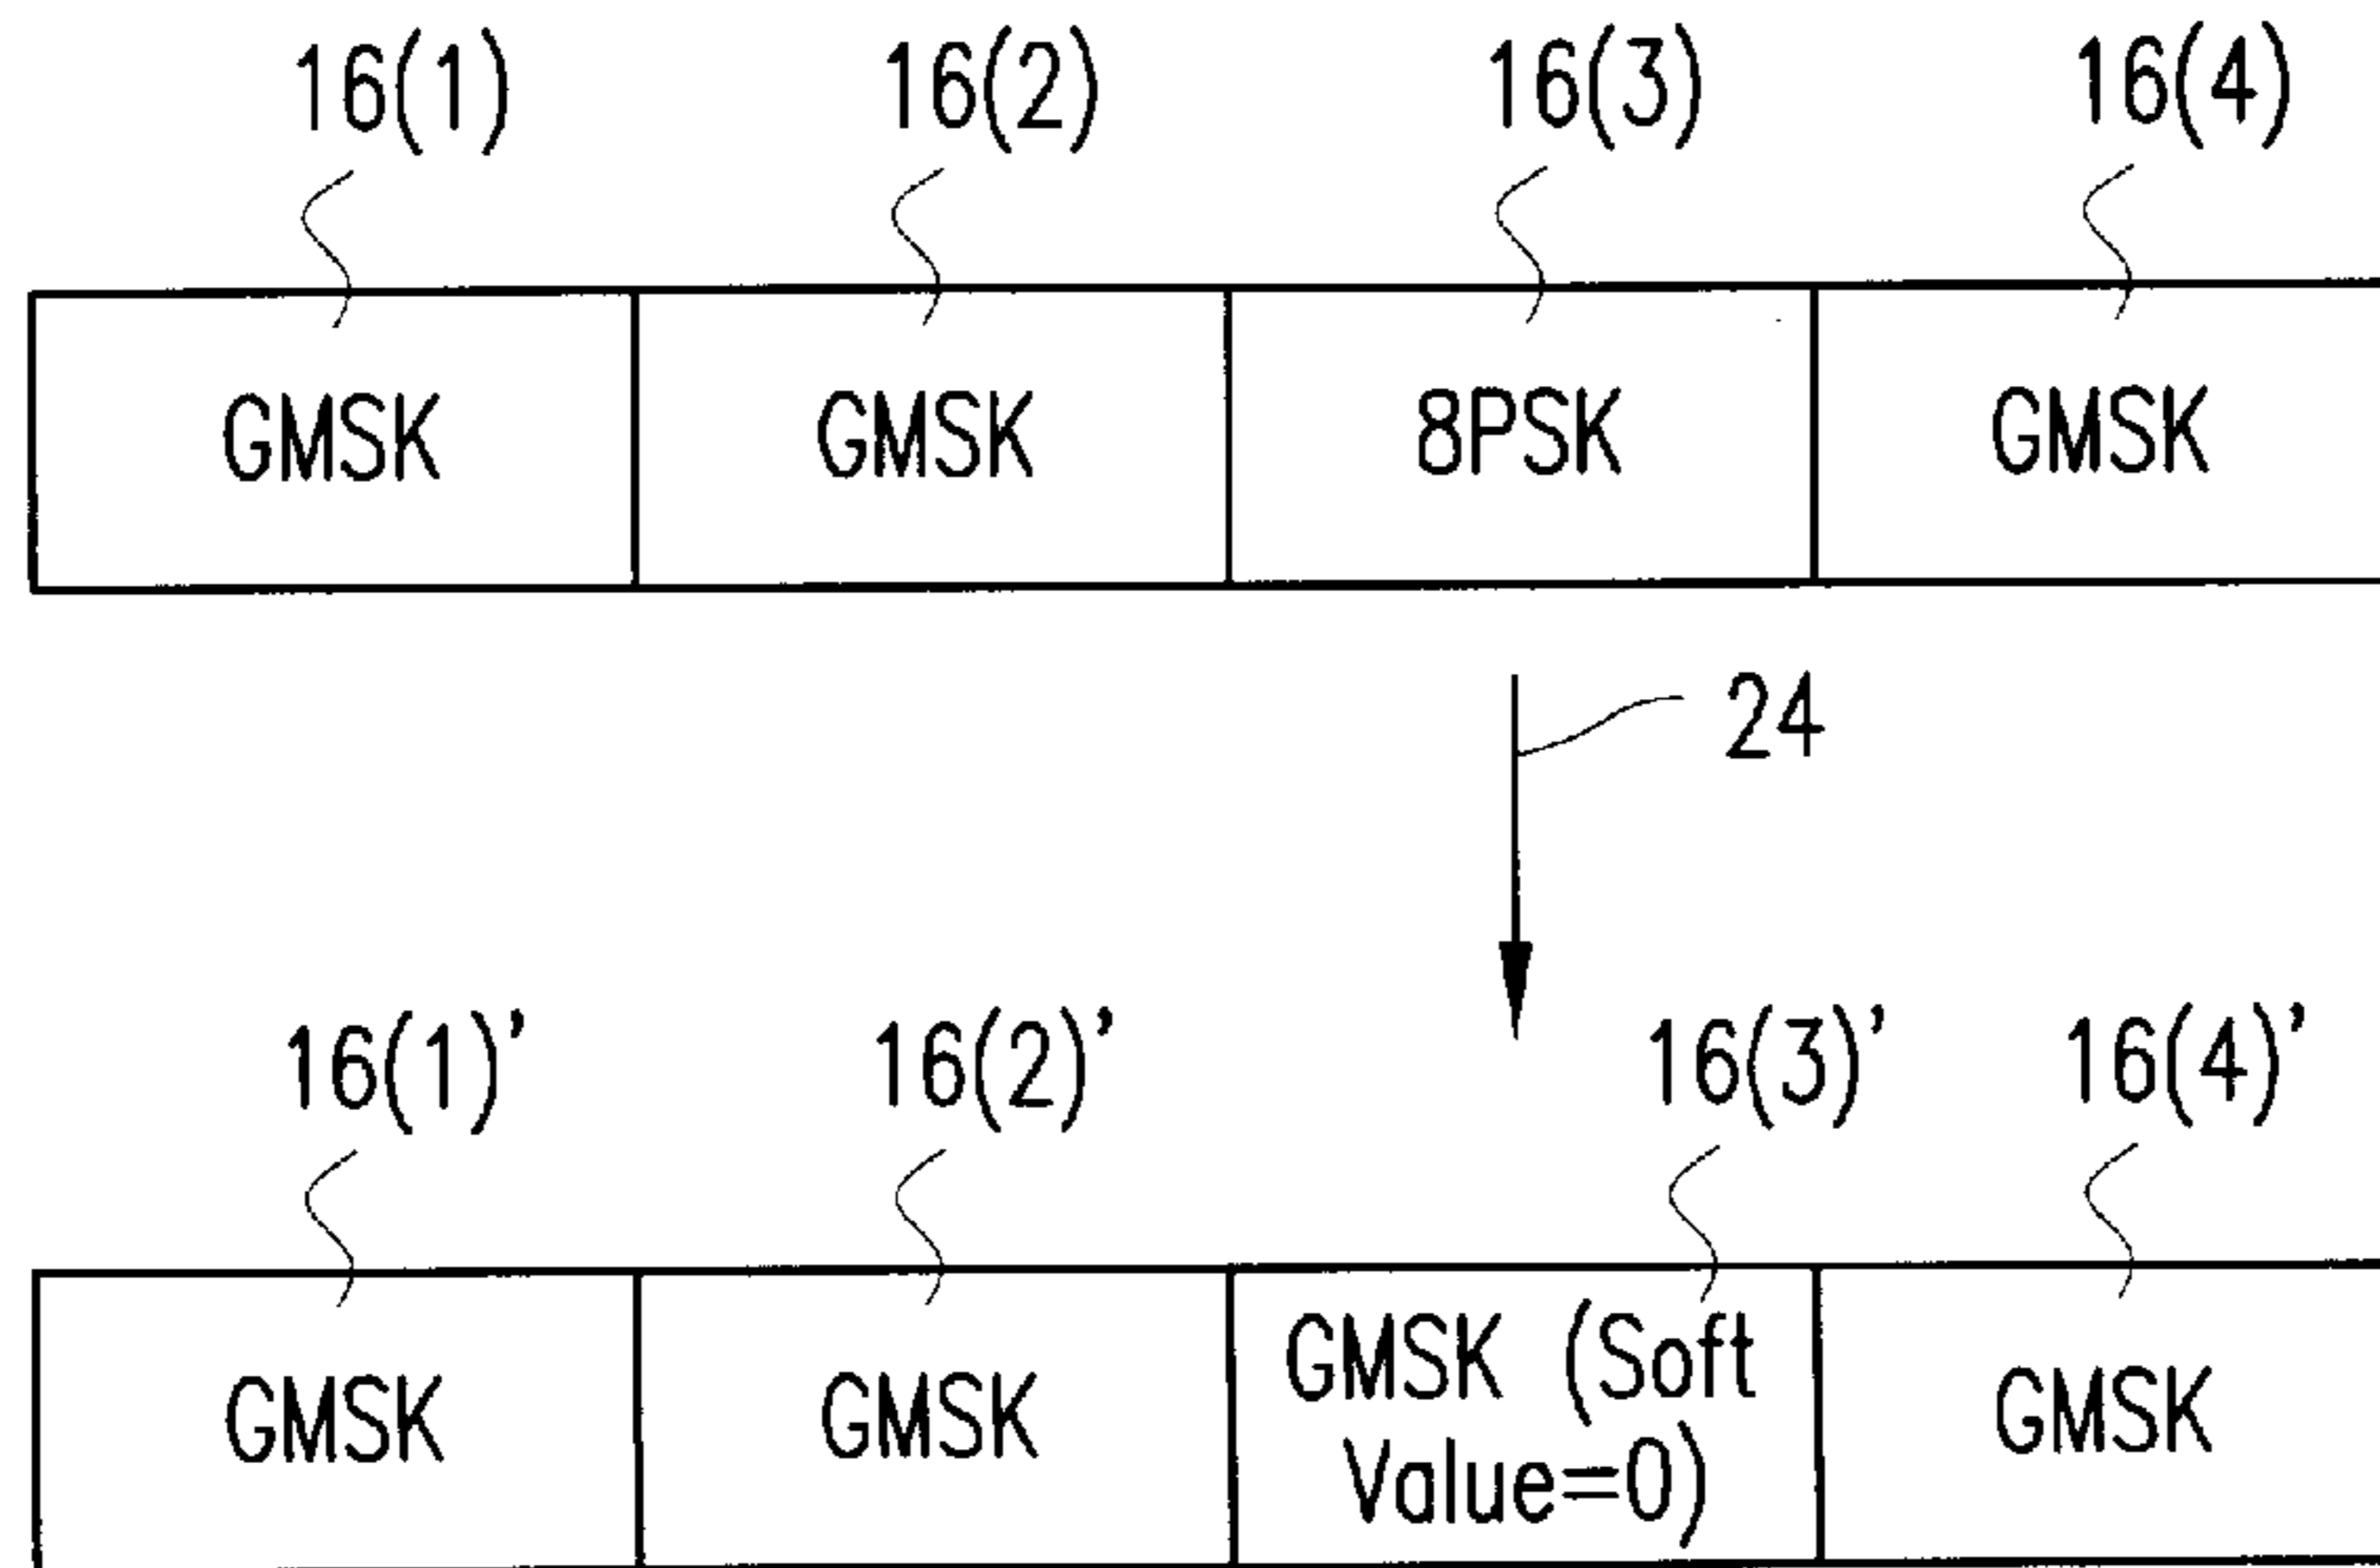 16(1) 16(2) 16(3) 16(4)
GMSK GMSK 8PSK GMSK
24
16(1)’ 16(2)’ 16(3)’ 16(4)’
GMSK GMSK GMSK (Soft Value=0) GMSK